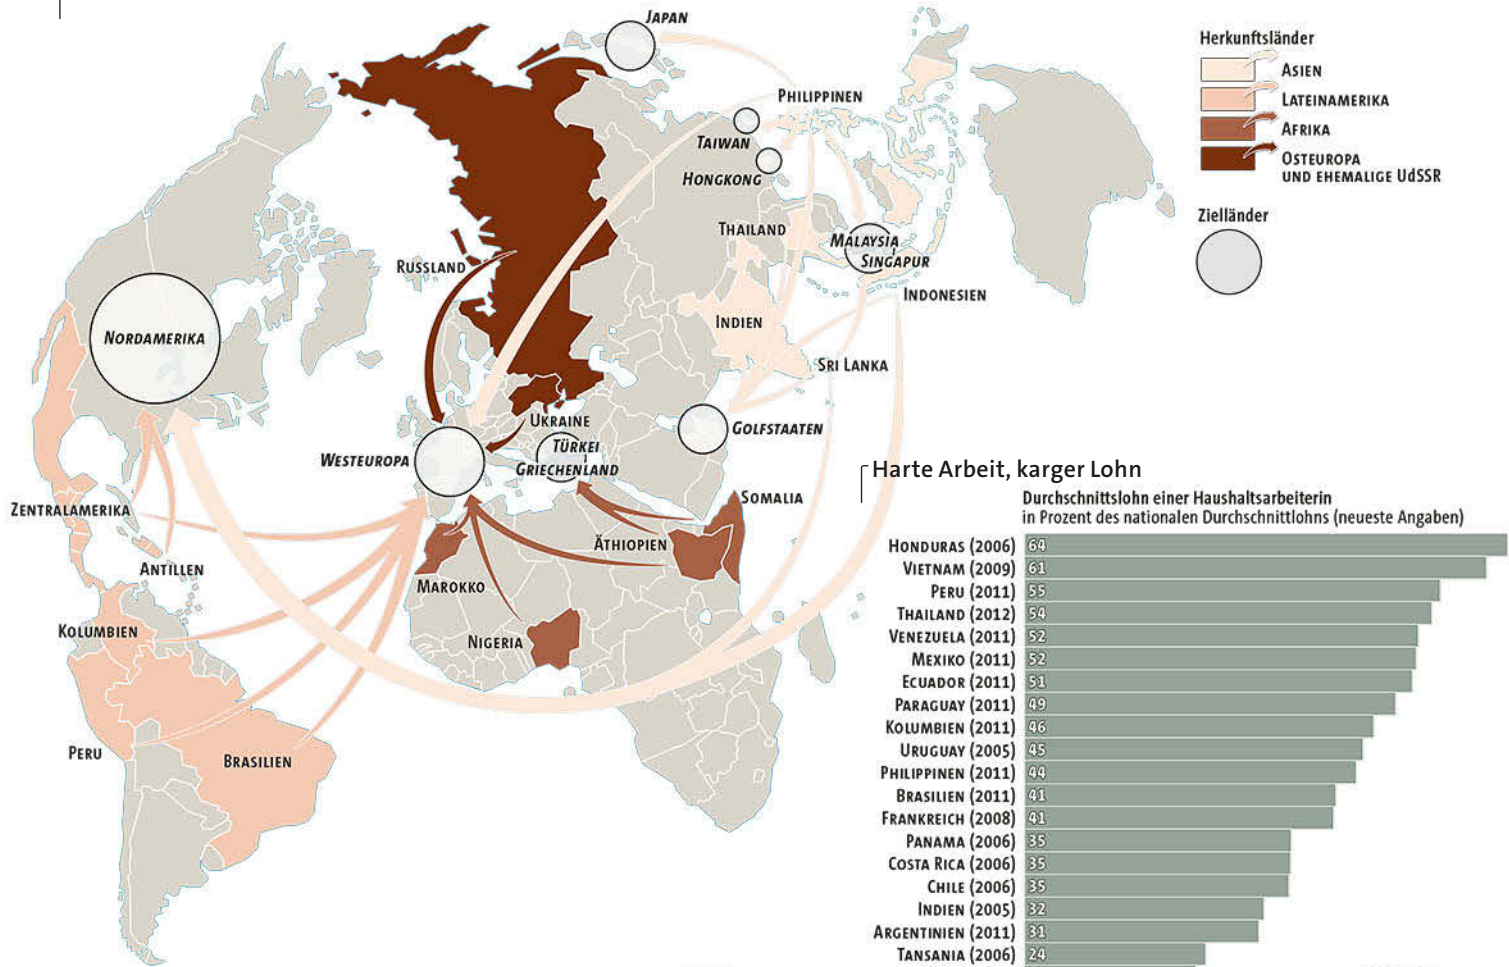 JAPAN
PHILIPPINEN
TAIWAN
HONGKONG
THAILAND
MALAYSIA
SINGAPUR
RUSSLAND
INDONESIEN
INDIEN
NORDAMERIKA
SRI LANKA
UKRAINE
GOLFSTAATEN
TÜRKEI
GRIECHENLAND
WESTEUROPA
SOMALIA
ZENTRALAMERIKA
ÄTHIOPIEN
ANTILLEN
MAROKKO
KOLUMBIEN
NIGERIA
PERU
BRASILIEN
Herkunftsländer
ASIEN
LATEINAMERIKA
AFRIKA
OSTEUROPA
UND EHEMALIGE UdSSR
Zielländer
Harte Arbeit, karger Lohn
Durchschnittslohn einer Haushaltsarbeiterin
in Prozent des nationalen Durchschnittlohns (neueste Angaben)
HONDURAS (2006) 64
VIETNAM (2009) 61
PERU (2011) 55
THAILAND (2012) 54
VENEZUELA (2011) 52
MEXIKO (2011) 52
ECUADOR (2011) 51
PARAGUAY (2011) 49
KOLUMBIEN (2011) 46
URUGUAY (2005) 45
PHILIPPINEN (2011) 44
BRASILIEN (2011) 41
FRANKREICH (2008) 41
PANAMA (2006) 35
COSTA RICA (2006) 35
CHILE (2006) 35
INDIEN (2005) 32
ARGENTINIEN (2011) 31
TANSANIA (2006) 24